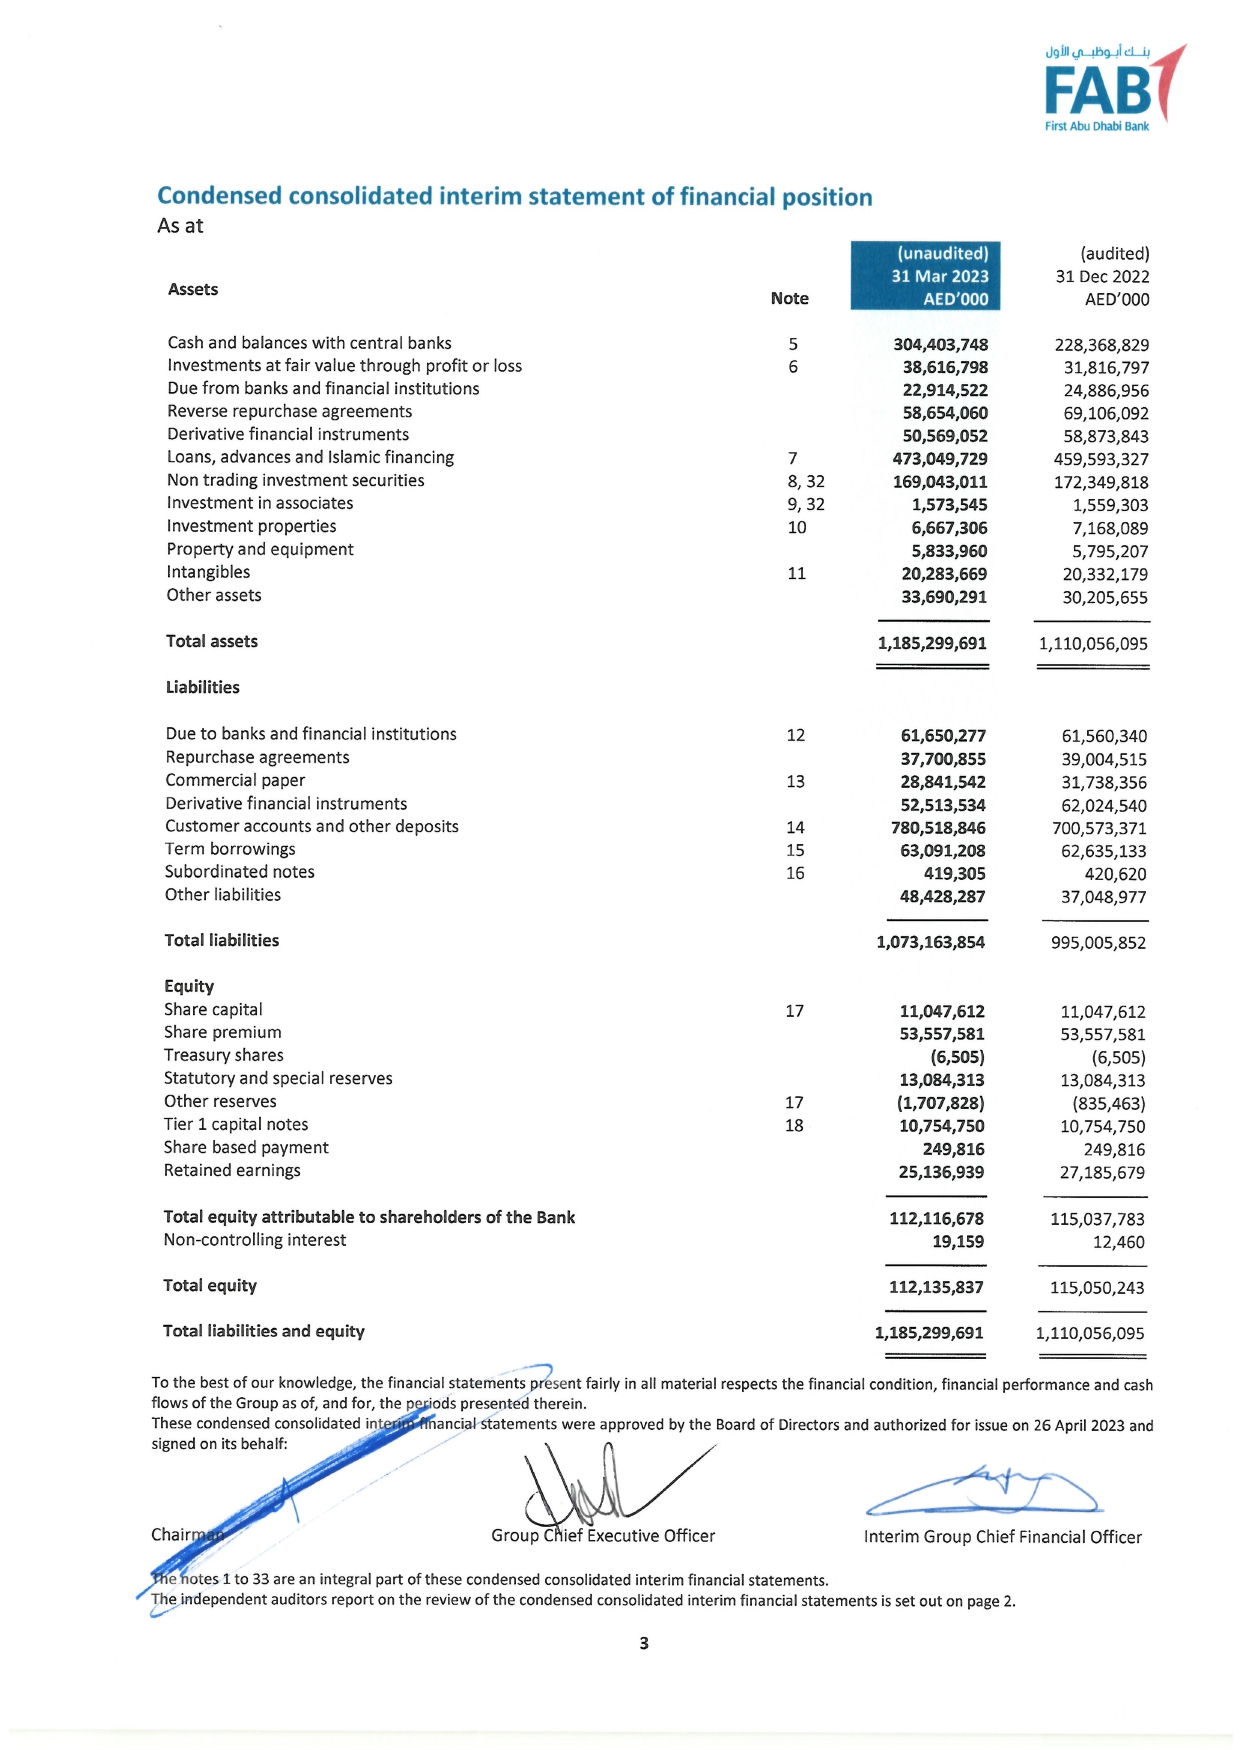 بنك أبوظبي الأول
FAB
First Abu Dhabi Bank
Condensed consolidated interim statement of financial position
As at
(unaudited) (audited)
31 Mar 2023 31 Dec 2022
Assets Note AED'000 AED'000
Cash and balances with central banks 5 304,403,748 228,368,829
Investments at fair value through profit or loss 6 38,616,798 31,816,797
Due from banks and financial institutions 22,914,522 24,886,956
Reverse repurchase agreements 58,654,060 69,106,092
Derivative financial instruments 50,569,052 58,873,843
Loans, advances and Islamic financing 7 473,049,729 459,593,327
Non trading investment securities 8, 32 169,043,011 172,349,818
Investment in associates 9, 32 1,573,545 1,559,303
Investment properties 10 6,667,306 7,168,089
Property and equipment 5,833,960 5,795,207
Intangibles 11 20,283,669 20,332,179
Other assets 33,690,291 30,205,655
Total assets 1,185,299,691 1,110,056,095
Liabilities
Due to banks and financial institutions 12 61,650,277 61,560,340
Repurchase agreements 37,700,855 39,004,515
Commercial paper 13 28,841,542 31,738,356
Derivative financial instruments 52,513,534 62,024,540
Customer accounts and other deposits 14 780,518,846 700,573,371
Term borrowings 15 63,091,208 62,635,133
Subordinated notes 16 419,305 420,620
Other liabilities 48,428,287 37,048,977
Total liabilities 1,073,163,854 995,005,852
Equity
Share capital 17 11,047,612 11,047,612
Share premium 53,557,581 53,557,581
Treasury shares (6,505) (6,505)
Statutory and special reserves 13,084,313 13,084,313
Other reserves 17 (1,707,828) (835,463)
Tier 1 capital notes 18 10,754,750 10,754,750
Share based payment 249,816 249,816
Retained earnings 25,136,939 27,185,679
Total equity attributable to shareholders of the Bank 112,116,678 115,037,783
Non-controlling interest 19,159 12,460
Total equity 112,135,837 115,050,243
Total liabilities and equity 1,185,299,691 1,110,056,095
To the best of our knowledge, the financial statements present fairly in all material respects the financial condition, financial performance and cash
flows of the Group as of, and for, the periods presented therein.
These condensed consolidated interim financial statements were approved by the Board of Directors and authorized for issue on 26 April 2023 and
signed on its behalf:
Chairman Group Chief Executive Officer Interim Group Chief Financial Officer
The notes 1 to 33 are an integral part of these condensed consolidated interim financial statements.
The independent auditors report on the review of the condensed consolidated interim financial statements is set out on page 2.
3